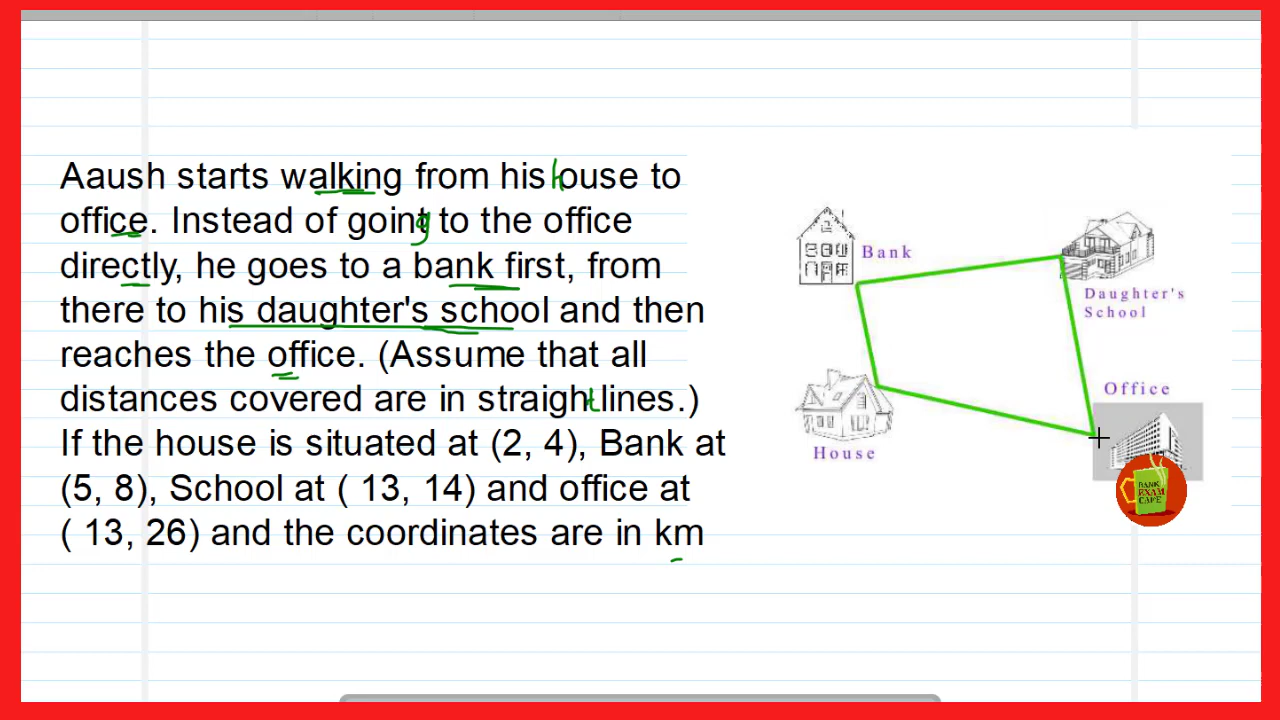 Aaush starts walking from his house to
office. Instead of going to the office
directly, he goes to a bank first, from
there to his daughter's school and then
reaches the office. (Assume that all
distances covered are in straight lines.)
If the house is situated at (2, 4), Bank at
(5, 8), School at ( 13, 14) and office at
( 13, 26) and the coordinates are in km
Bank
Daughter's
School
Office
House
BANK
EXAM
CAFE